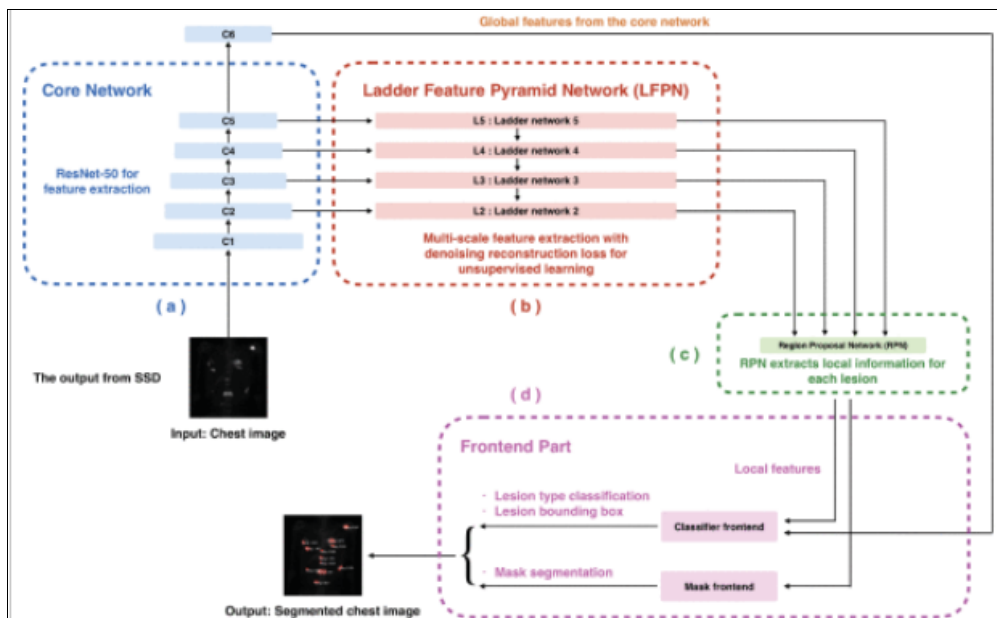 Global features from the core network
C6
Core Network
Ladder Feature Pyramid Network (LFPN)
C5
L5 : Ladder network 5
C4
L4 : Ladder network 4
ResNet-50 for
feature extraction
C3
L3 : Ladder network 3
C2
L2 : Ladder network 2
C1
Multi-scale feature extraction with
denoising reconstruction loss for
unsupervised learning
( a )
( b )
Region Proposal Network (RPN)
( c )
RPN extracts local information for
each lesion
The output from SSD
( d )
Input: Chest image
Frontend Part
Local features
- Lesion type classification
- Lesion bounding box
Classifier frontend
- Mask segmentation
Mask frontend
Output: Segmented chest image